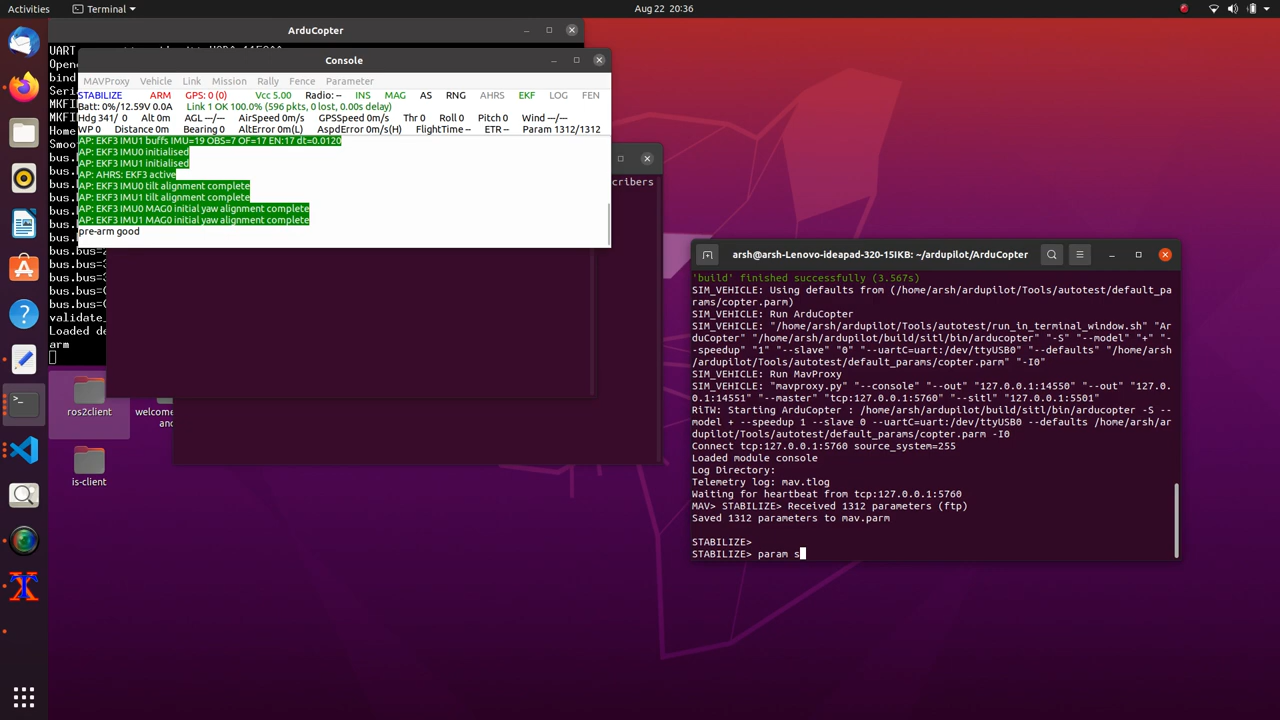 Activities
Terminal
Aug 22 20:36
ArduCopter
Console
MAVProxy Vehicle Link Mission Rally Fence Parameter
STABILIZE ARM GPS: 0 (0) Vcc 5.00 Radio: -- INS MAG AS RNG AHRS EKF LOG FEN
Batt: 0%/12.59V 0.0A Link 1 OK 100.0% (596 pkts, 0 lost, 0.00s delay)
Hdg 341/ 0 Alt 0m AGL ---/--- AirSpeed 0m/s GPSSpeed 0m/s Thr 0 Roll 0 Pitch 0 Wind ---/---
WP 0 Distance 0m Bearing 0 AltError 0m(L) AspdError 0m/s(H) FlightTime -- ETR -- Param 1312/1312
AP: EKF3 IMU1 buffs IMU=19 OBS=7 OF=17 EN:17 dt=0.0120
AP: EKF3 IMU0 initialised
AP: EKF3 IMU1 initialised
AP: AHRS: EKF3 active
AP: EKF3 IMU0 tilt alignment complete
AP: EKF3 IMU1 tilt alignment complete
AP: EKF3 IMU0 MAG0 initial yaw alignment complete
AP: EKF3 IMU1 MAG0 initial yaw alignment complete
pre-arm good
UART
Open
bind
Seri
MKFI
MKFI
Home
Smoo
bus.
bus.
bus.
bus.
bus.
bus.
bus.
bus.bus=2
bus.bus=3
bus.bus=
bus.bus=
bus.bus=
validate_
Loaded de
arm
cribers
ros2client
welcome
is-client
arsh@arsh-Lenovo-ideapad-320-15IKB: ~/ardupilot/ArduCopter
'build' finished successfully (3.567s)
SIM_VEHICLE: Using defaults from (/home/arsh/ardupilot/Tools/autotest/default_pa
rams/copter.parm)
SIM_VEHICLE: Run ArduCopter
SIM_VEHICLE: "/home/arsh/ardupilot/Tools/autotest/run_in_terminal_window.sh" "Ar
duCopter" "/home/arsh/ardupilot/build/sitl/bin/arducopter" "-S" "--model" "+" "-
-speedup" "1" "--slave" "0" "--uartC=uart:/dev/ttyUSB0" "--defaults" "/home/arsh
/ardupilot/Tools/autotest/default_params/copter.parm" "-I0"
SIM_VEHICLE: Run MavProxy
SIM_VEHICLE: "mavproxy.py" "--console" "--out" "127.0.0.1:14550" "--out" "127.0.
0.1:14551" "--master" "tcp:127.0.0.1:5760" "--sitl" "127.0.0.1:5501"
RiTW: Starting ArduCopter : /home/arsh/ardupilot/build/sitl/bin/arducopter -S --
model + --speedup 1 --slave 0 --uartC=uart:/dev/ttyUSB0 --defaults /home/arsh/ar
dupilot/Tools/autotest/default_params/copter.parm -I0
Connect tcp:127.0.0.1:5760 source_system=255
Loaded module console
Log Directory:
Telemetry log: mav.tlog
Waiting for heartbeat from tcp:127.0.0.1:5760
MAV> STABILIZE> Received 1312 parameters (ftp)
Saved 1312 parameters to mav.parm
STABILIZE>
STABILIZE> param s